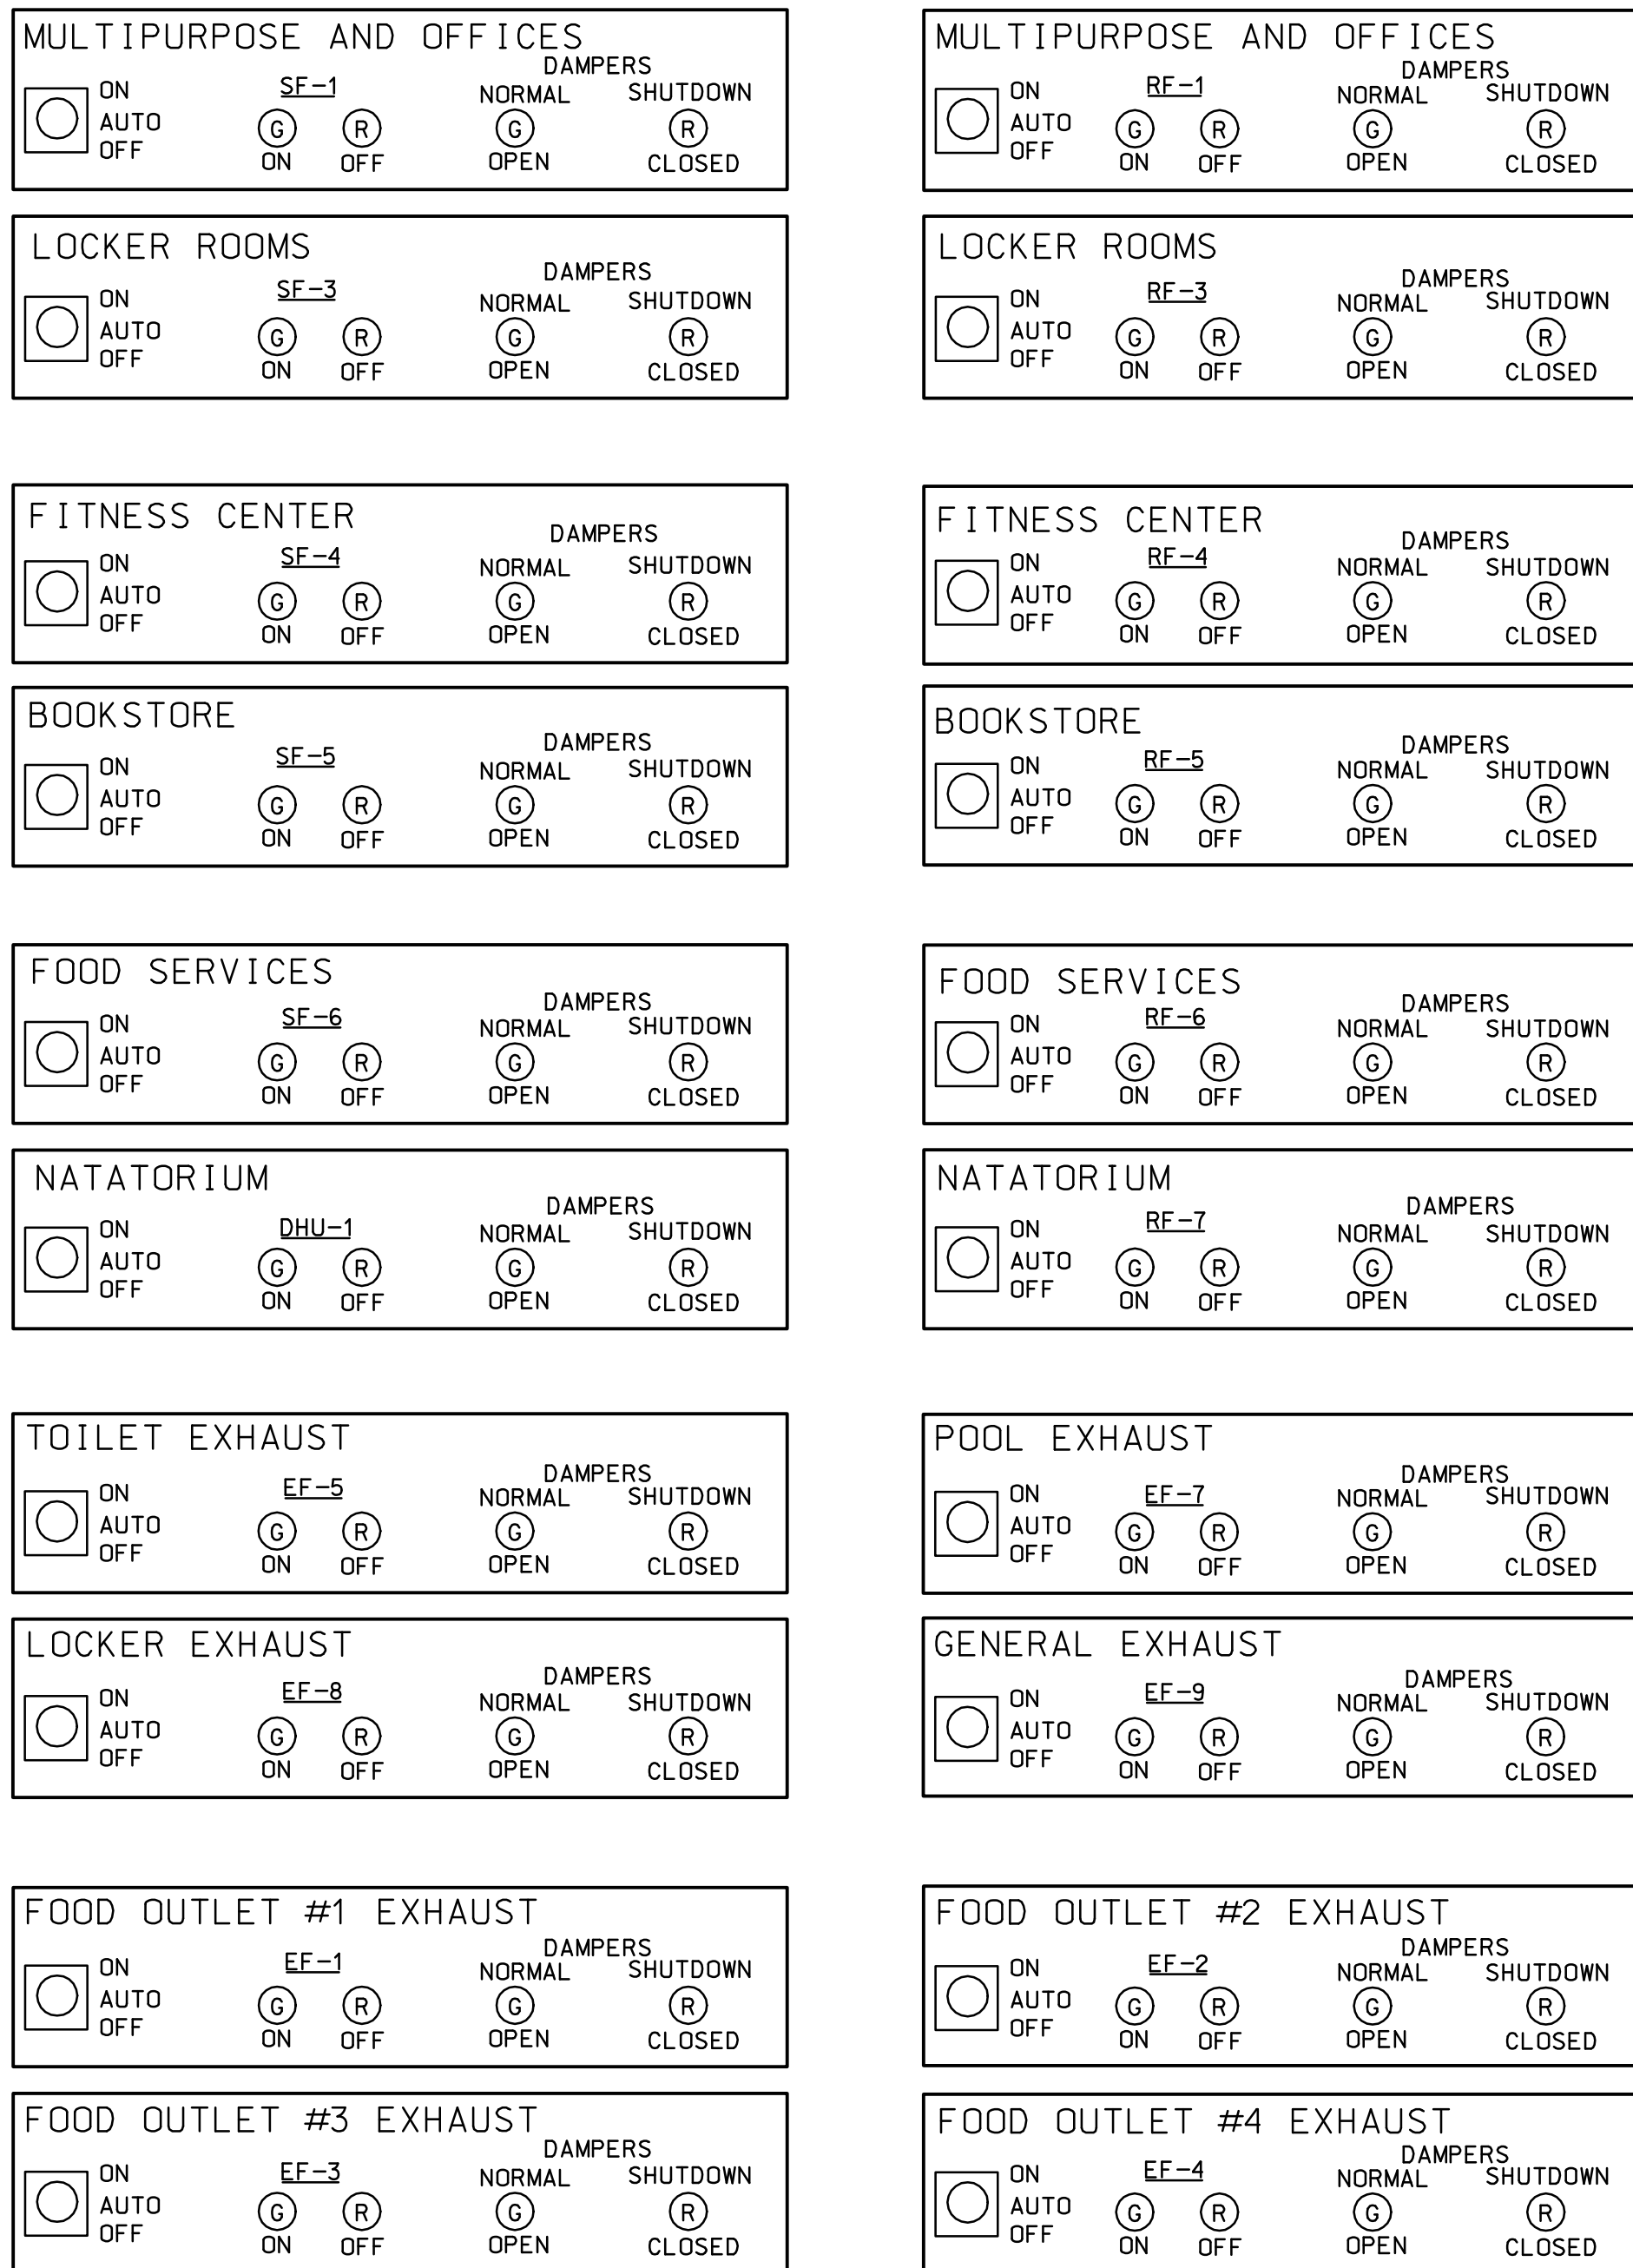 MULTIPURPOSE AND OFFICES
DAMPERS
ON SF-1 NORMAL SHUTDOWN
AUTO G R G R
OFF ON OFF OPEN CLOSED
MULTIPURPOSE AND OFFICES
DAMPERS
ON RF-1 NORMAL SHUTDOWN
AUTO G R G R
OFF ON OFF OPEN CLOSED
LOCKER ROOMS
DAMPERS
ON SF-3 NORMAL SHUTDOWN
AUTO G R G R
OFF ON OFF OPEN CLOSED
LOCKER ROOMS
DAMPERS
ON RF-3 NORMAL SHUTDOWN
AUTO G R G R
OFF ON OFF OPEN CLOSED
FITNESS CENTER
DAMPERS
ON SF-4 NORMAL SHUTDOWN
AUTO G R G R
OFF ON OFF OPEN CLOSED
FITNESS CENTER
DAMPERS
ON RF-4 NORMAL SHUTDOWN
AUTO G R G R
OFF ON OFF OPEN CLOSED
BOOKSTORE
DAMPERS
ON SF-5 NORMAL SHUTDOWN
AUTO G R G R
OFF ON OFF OPEN CLOSED
BOOKSTORE
DAMPERS
ON RF-5 NORMAL SHUTDOWN
AUTO G R G R
OFF ON OFF OPEN CLOSED
FOOD SERVICES
DAMPERS
ON SF-6 NORMAL SHUTDOWN
AUTO G R G R
OFF ON OFF OPEN CLOSED
FOOD SERVICES
DAMPERS
ON RF-6 NORMAL SHUTDOWN
AUTO G R G R
OFF ON OFF OPEN CLOSED
NATATORIUM
DAMPERS
ON DHU-1 NORMAL SHUTDOWN
AUTO G R G R
OFF ON OFF OPEN CLOSED
NATATORIUM
DAMPERS
ON RF-7 NORMAL SHUTDOWN
AUTO G R G R
OFF ON OFF OPEN CLOSED
TOILET EXHAUST
DAMPERS
ON EF-5 NORMAL SHUTDOWN
AUTO G R G R
OFF ON OFF OPEN CLOSED
POOL EXHAUST
DAMPERS
ON EF-7 NORMAL SHUTDOWN
AUTO G R G R
OFF ON OFF OPEN CLOSED
LOCKER EXHAUST
DAMPERS
ON EF-8 NORMAL SHUTDOWN
AUTO G R G R
OFF ON OFF OPEN CLOSED
GENERAL EXHAUST
DAMPERS
ON EF-9 NORMAL SHUTDOWN
AUTO G R G R
OFF ON OFF OPEN CLOSED
FOOD OUTLET #1 EXHAUST
DAMPERS
ON EF-1 NORMAL SHUTDOWN
AUTO G R G R
OFF ON OFF OPEN CLOSED
FOOD OUTLET #2 EXHAUST
DAMPERS
ON EF-2 NORMAL SHUTDOWN
AUTO G R G R
OFF ON OFF OPEN CLOSED
FOOD OUTLET #3 EXHAUST
DAMPERS
ON EF-3 NORMAL SHUTDOWN
AUTO G R G R
OFF ON OFF OPEN CLOSED
FOOD OUTLET #4 EXHAUST
DAMPERS
ON EF-4 NORMAL SHUTDOWN
AUTO G R G R
OFF ON OFF OPEN CLOSED